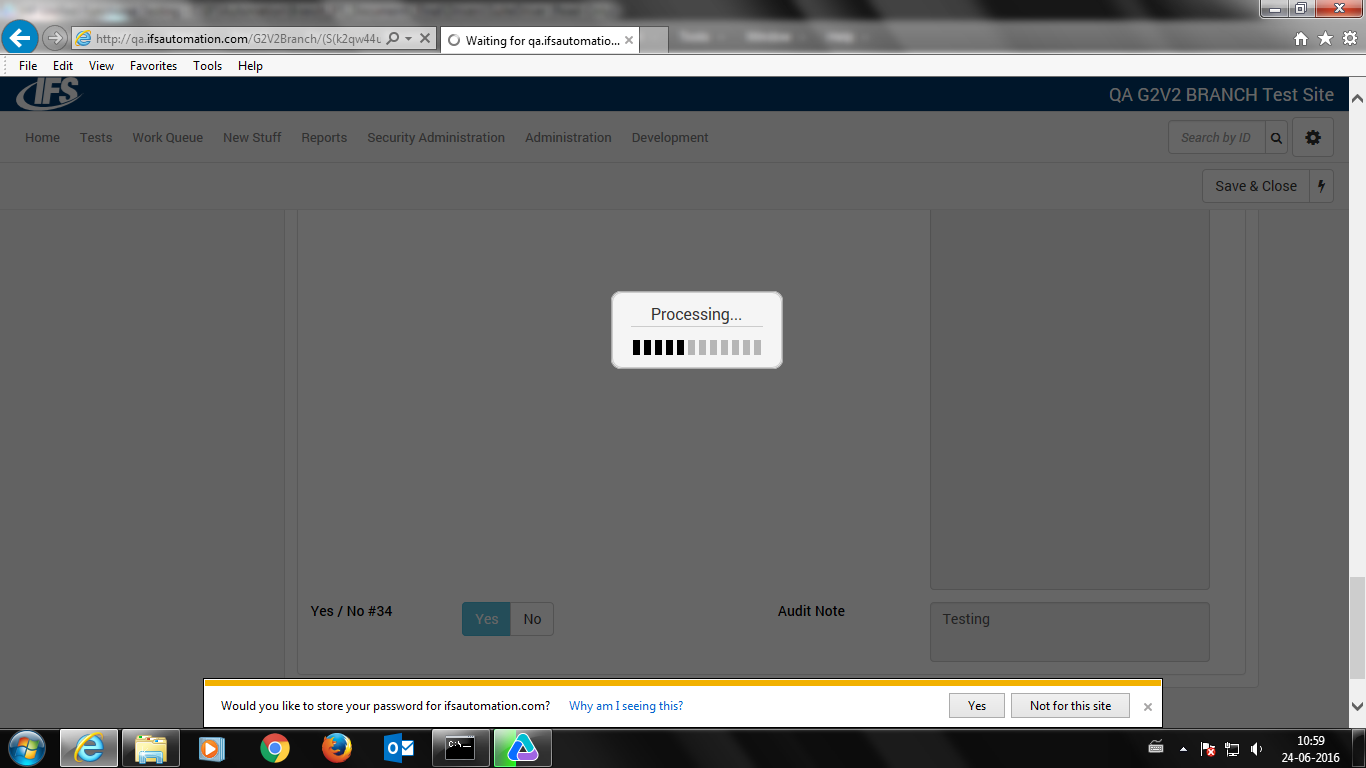 http://qa.ifsautomation.com/G2V2Branch/(S(k2qw44u
Waiting for qa.ifsautomatio...
File Edit View Favorites Tools Help
IFS
QA G2V2 BRANCH Test Site
Home Tests Work Queue New Stuff Reports Security Administration Administration Development
Search by ID
Save & Close
Processing...
Yes / No #34 Yes No Audit Note Testing
Would you like to store your password for ifsautomation.com? Why am I seeing this? Yes Not for this site
C:\_
10:59
24-06-2016